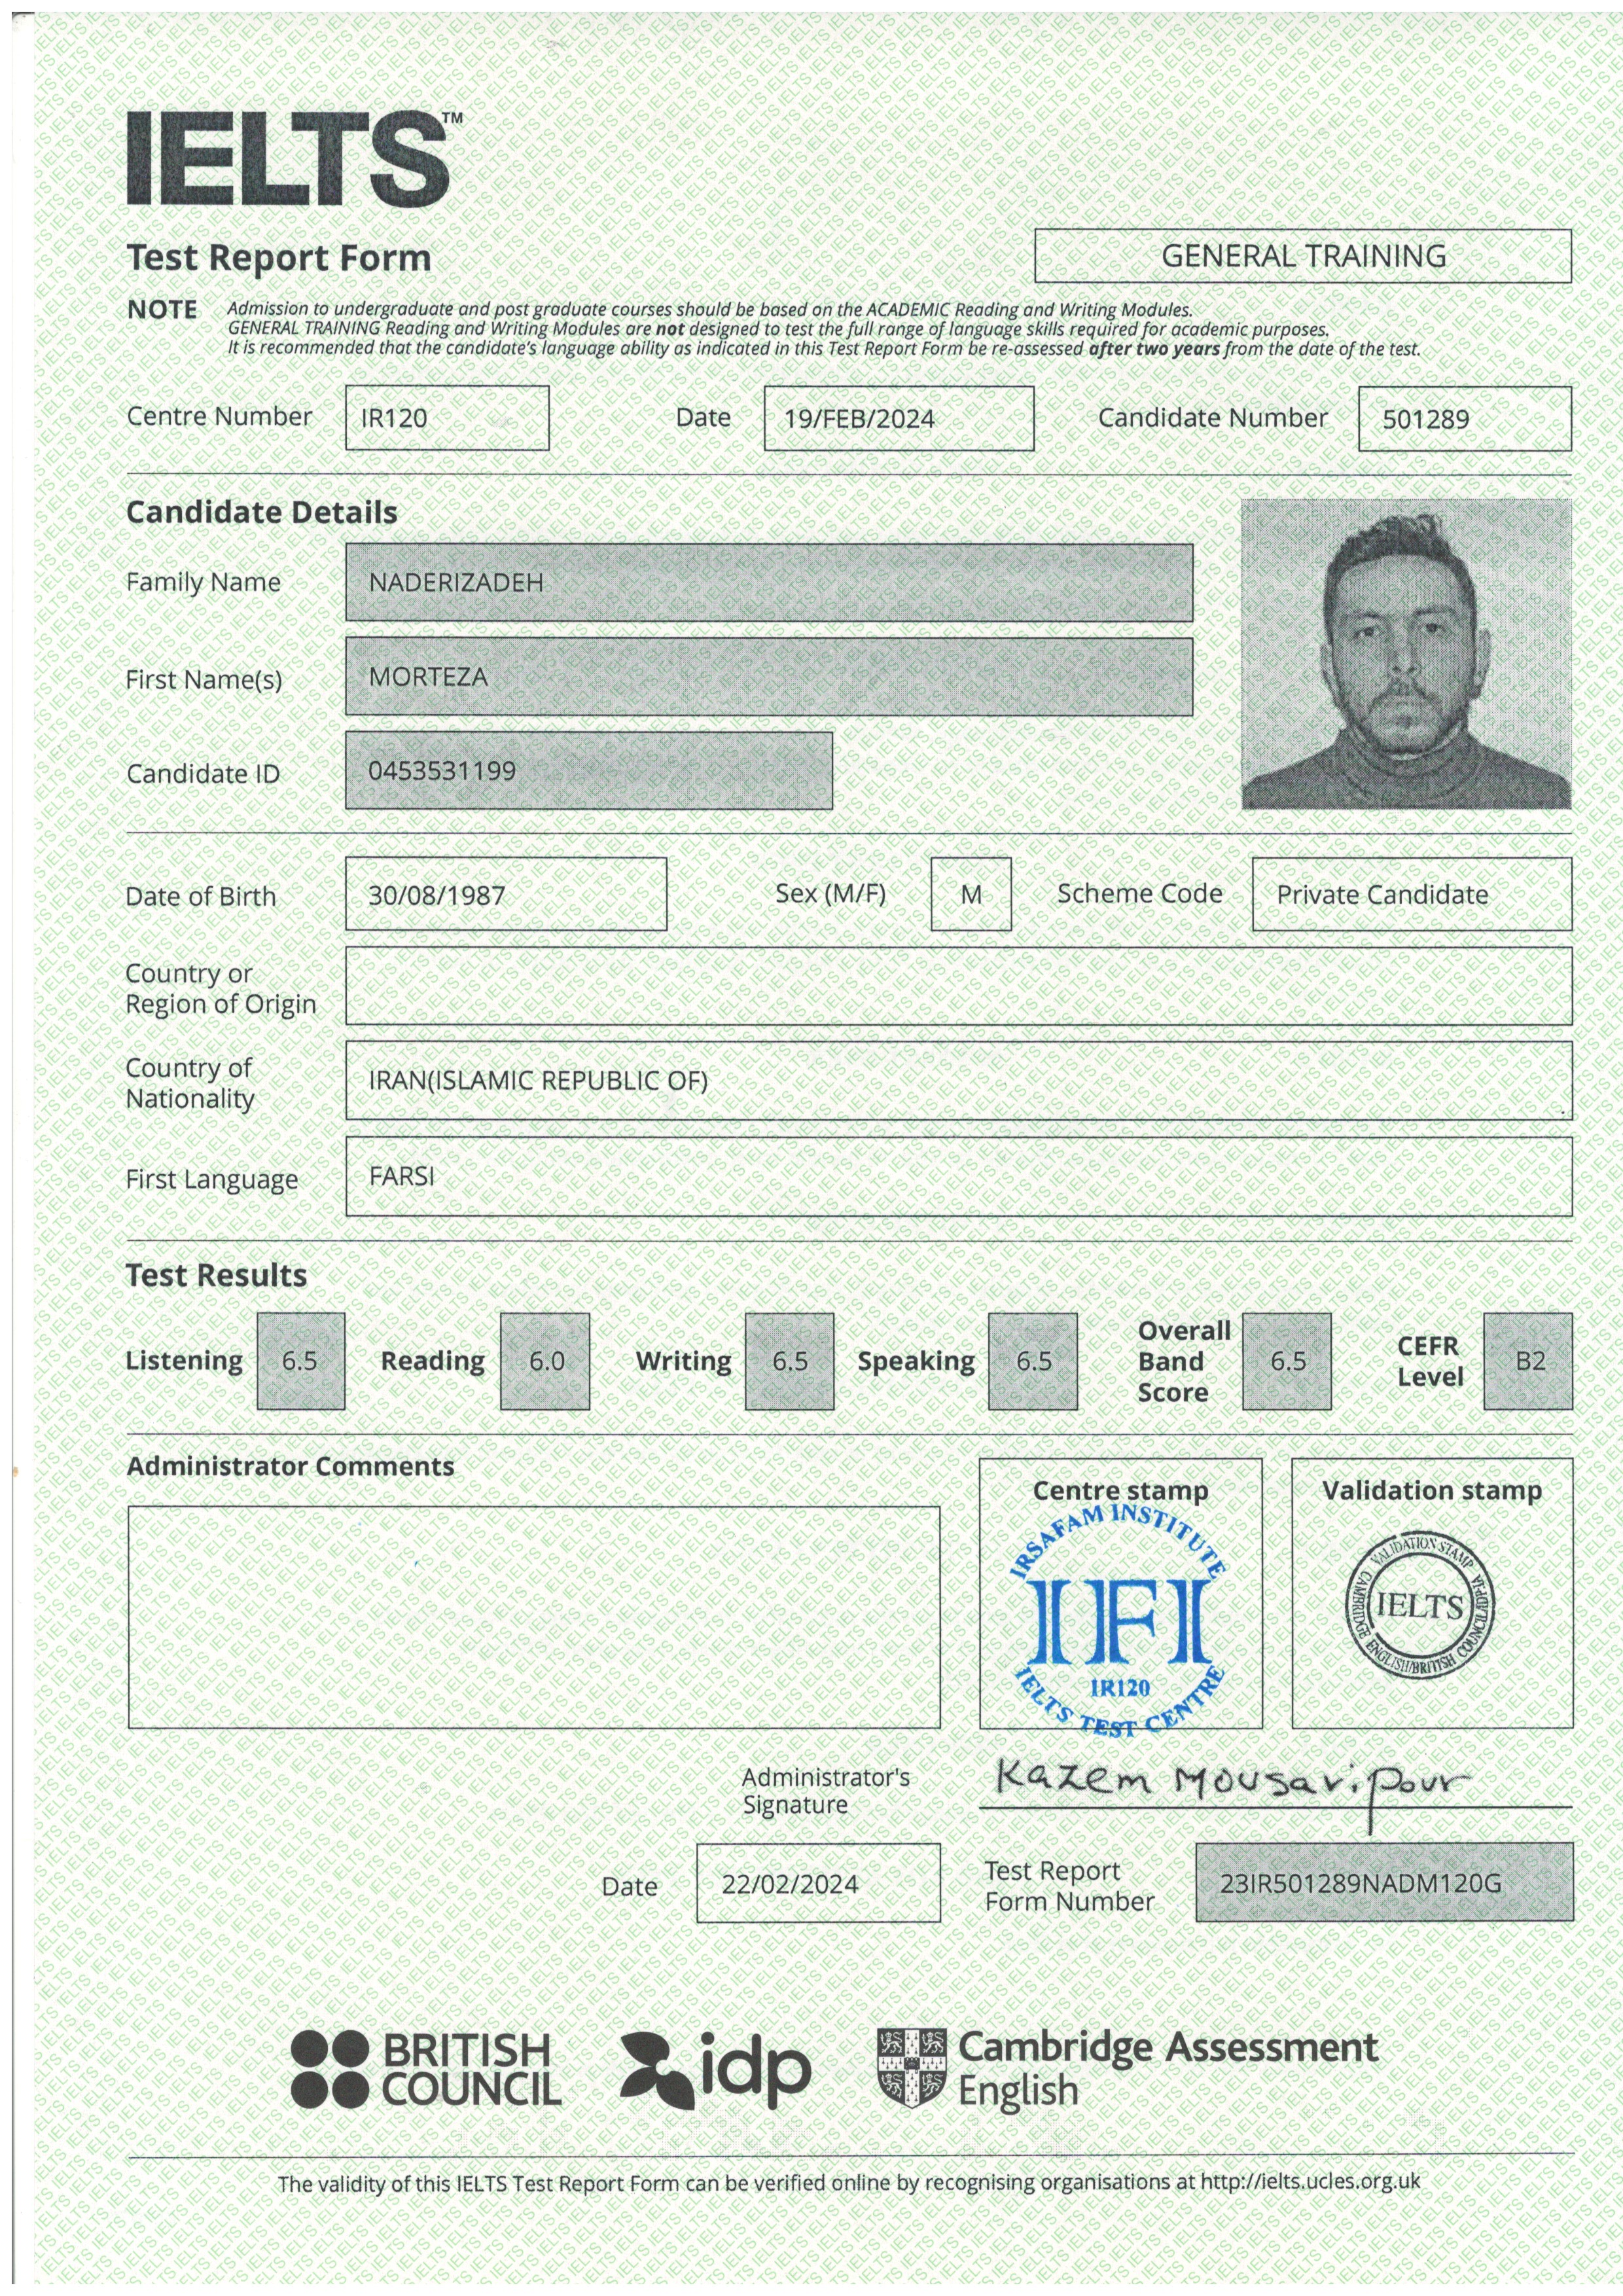 IELTS™
Test Report Form
GENERAL TRAINING
NOTE Admission to undergraduate and post graduate courses should be based on the ACADEMIC Reading and Writing Modules.
GENERAL TRAINING Reading and Writing Modules are not designed to test the full range of language skills required for academic purposes.
It is recommended that the candidate's language ability as indicated in this Test Report Form be re-assessed after two years from the date of the test.
Centre Number IR120 Date 19/FEB/2024 Candidate Number 501289
Candidate Details
Family Name NADERIZADEH
First Name(s) MORTEZA
Candidate ID 0453531199
Date of Birth 30/08/1987 Sex (M/F) M Scheme Code Private Candidate
Country or
Region of Origin
Country of
Nationality IRAN(ISLAMIC REPUBLIC OF)
First Language FARSI
Test Results
Listening 6.5 Reading 6.0 Writing 6.5 Speaking 6.5 Overall Band Score 6.5 CEFR Level B2
Administrator Comments
Centre stamp
IRSAFAM INSTITUTE
IFI
IR120
IELTS TEST CENTRE
Validation stamp
VALIDATION STAMP
IELTS
CAMBRIDGE ENGLISH/BRITISH COUNCIL/IDPIA
Administrator's
Signature
Kazem Mousavipour
Date 22/02/2024
Test Report
Form Number 23IR501289NADM120G
BRITISH
COUNCIL
idp
Cambridge Assessment
English
The validity of this IELTS Test Report Form can be verified online by recognising organisations at http://ielts.ucles.org.uk